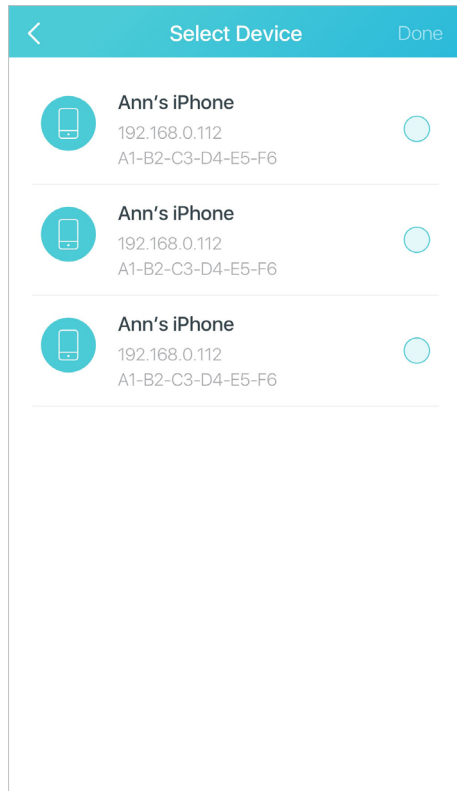 Select Device
Done
Ann's iPhone
192.168.0.112
A1-B2-C3-D4-E5-F6
Ann's iPhone
192.168.0.112
A1-B2-C3-D4-E5-F6
Ann's iPhone
192.168.0.112
A1-B2-C3-D4-E5-F6